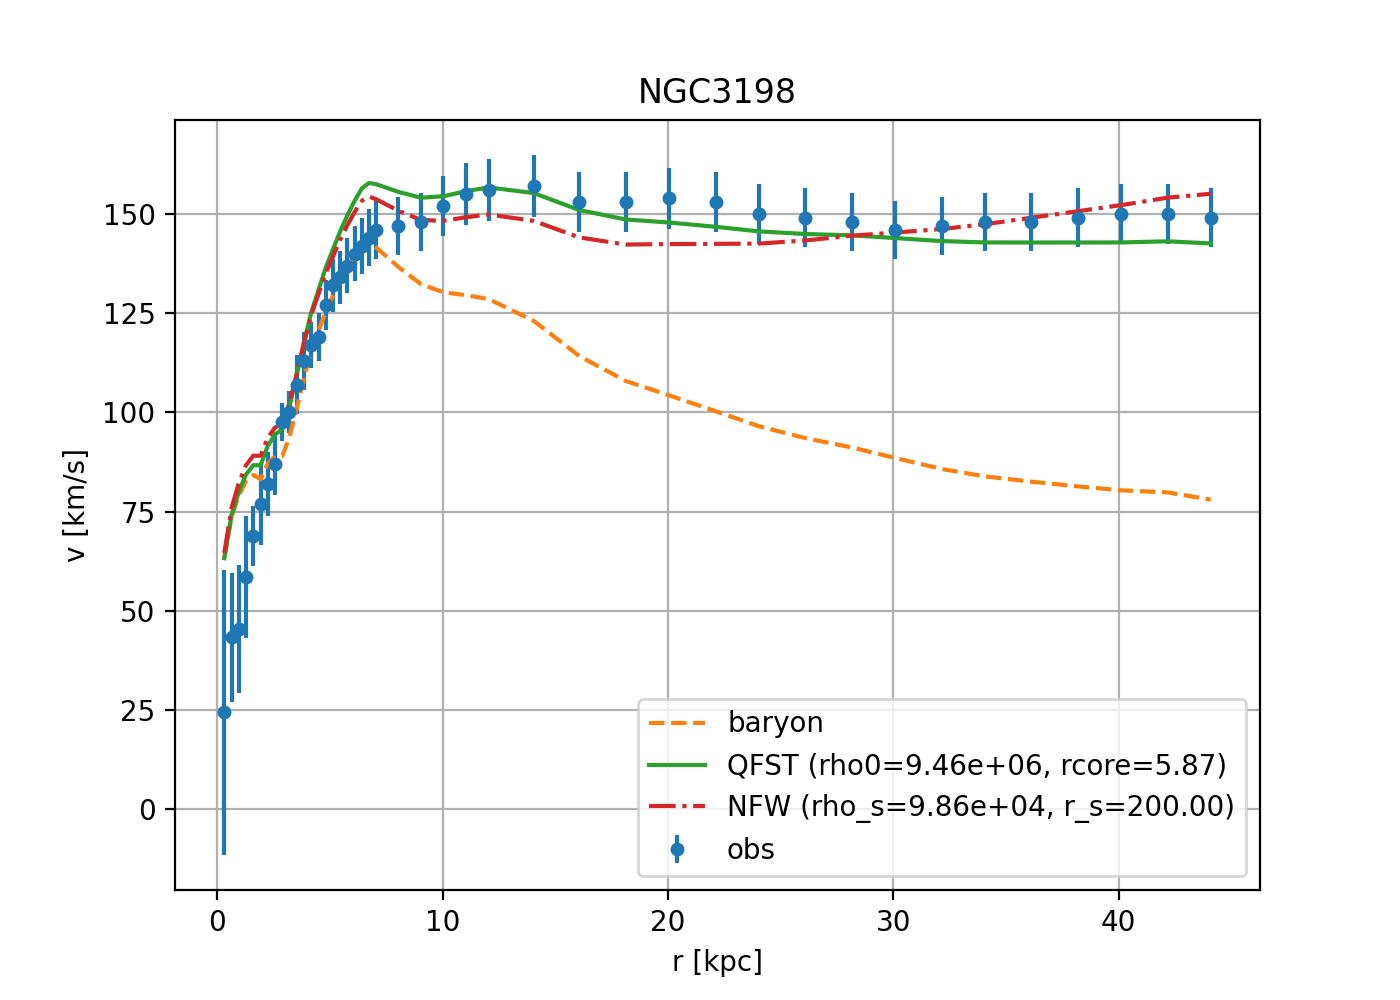 NGC3198
v [km/s]
150
125
100
75
50
25
0
baryon
QFST (rho0=9.46e+06, rcore=5.87)
NFW (rho_s=9.86e+04, r_s=200.00)
obs
0 10 20 30 40
r [kpc]